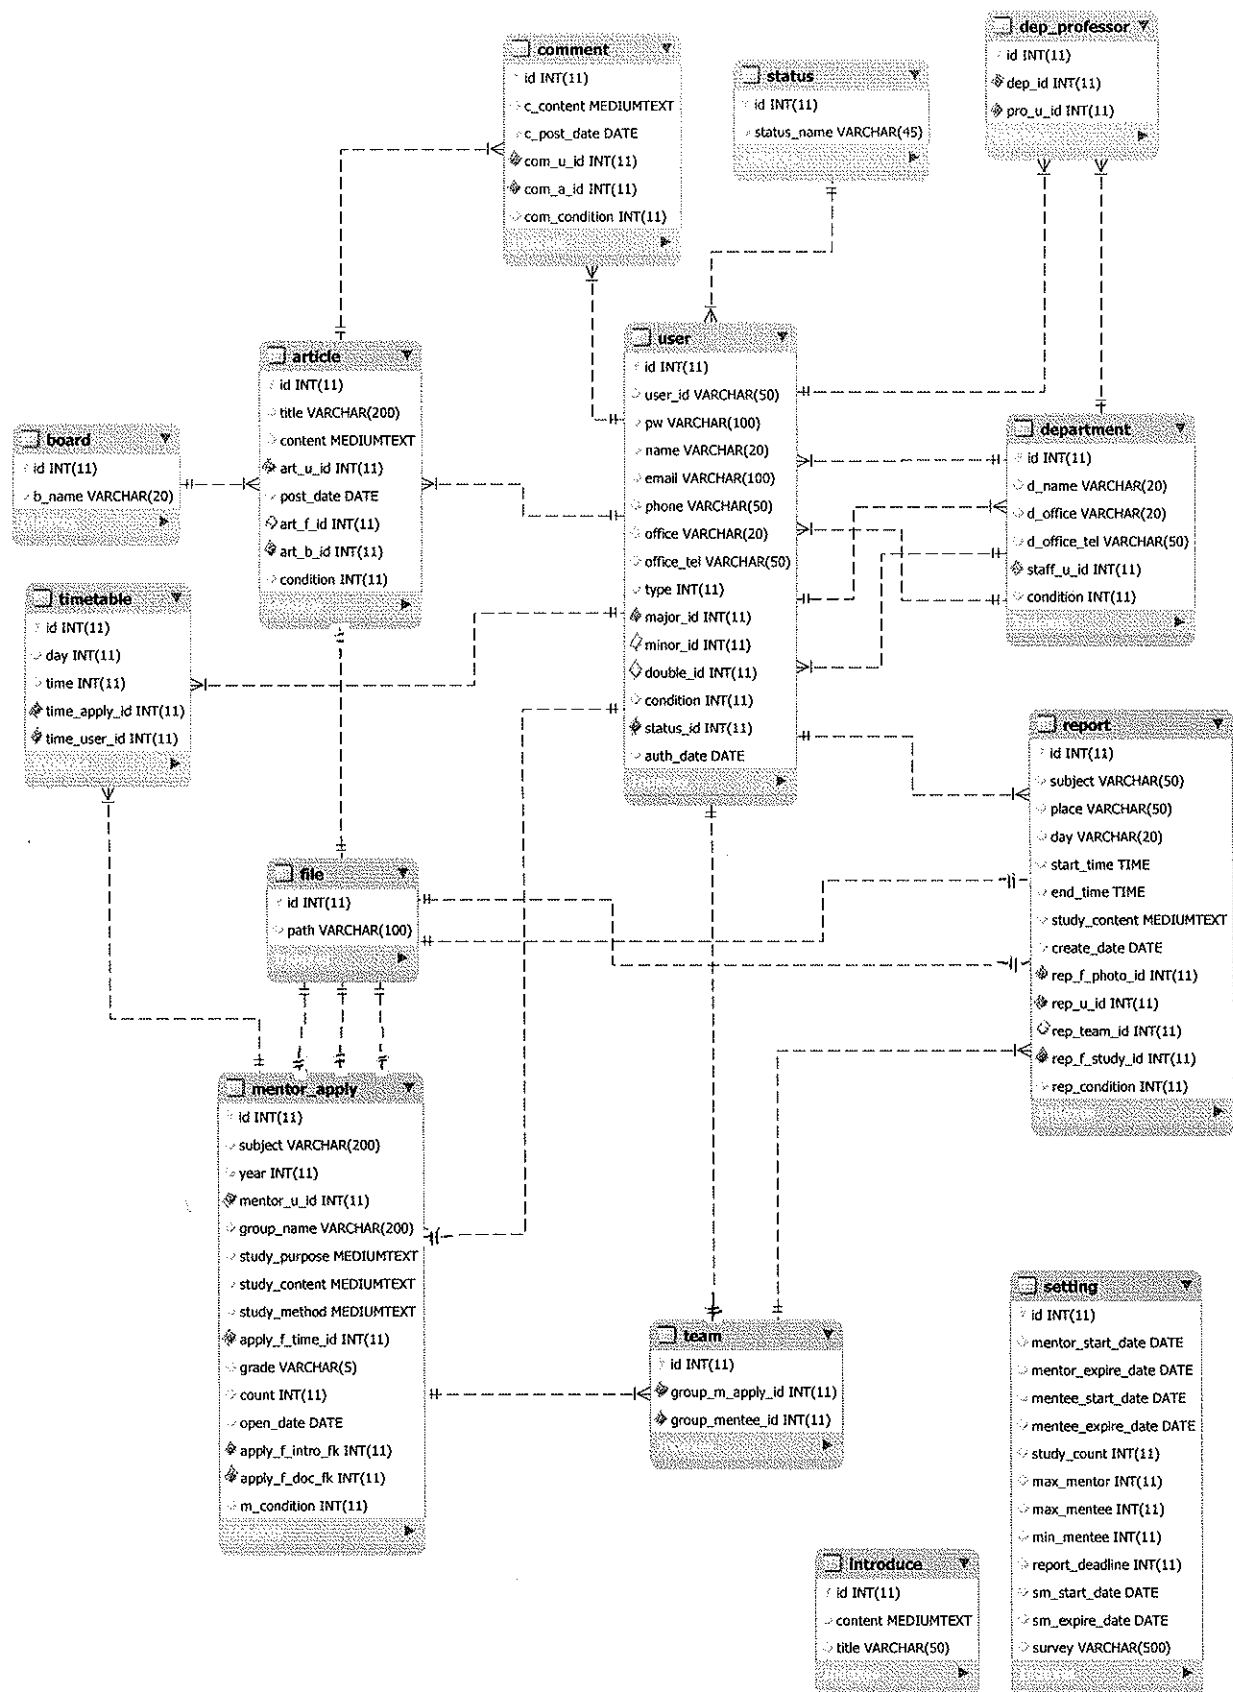 dep_professor
id INT(11)
dep_id INT(11)
pro_u_id INT(11)
comment
id INT(11)
c_content MEDIUMTEXT
c_post_date DATE
com_u_id INT(11)
com_a_id INT(11)
com_condition INT(11)
status
id INT(11)
status_name VARCHAR(45)
article
id INT(11)
title VARCHAR(200)
content MEDIUMTEXT
art_u_id INT(11)
post_date DATE
art_f_id INT(11)
art_b_id INT(11)
condition INT(11)
user
id INT(11)
user_id VARCHAR(50)
pw VARCHAR(100)
name VARCHAR(20)
email VARCHAR(100)
phone VARCHAR(50)
office VARCHAR(20)
office_tel VARCHAR(50)
type INT(11)
major_id INT(11)
minor_id INT(11)
double_id INT(11)
condition INT(11)
status_id INT(11)
auth_date DATE
board
id INT(11)
b_name VARCHAR(20)
department
id INT(11)
d_name VARCHAR(20)
d_office VARCHAR(20)
d_office_tel VARCHAR(50)
staff_u_id INT(11)
condition INT(11)
timetable
id INT(11)
day INT(11)
time INT(11)
time_apply_id INT(11)
time_user_id INT(11)
report
id INT(11)
subject VARCHAR(50)
place VARCHAR(50)
day VARCHAR(20)
start_time TIME
end_time TIME
study_content MEDIUMTEXT
create_date DATE
rep_f_photo_id INT(11)
rep_u_id INT(11)
rep_team_id INT(11)
rep_f_study_id INT(11)
rep_condition INT(11)
file
id INT(11)
path VARCHAR(100)
mentor_apply
id INT(11)
subject VARCHAR(200)
year INT(11)
mentor_u_id INT(11)
group_name VARCHAR(200)
study_purpose MEDIUMTEXT
study_content MEDIUMTEXT
study_method MEDIUMTEXT
apply_f_time_id INT(11)
grade VARCHAR(5)
count INT(11)
open_date DATE
apply_f_intro_fk INT(11)
apply_f_doc_fk INT(11)
m_condition INT(11)
team
id INT(11)
group_m_apply_id INT(11)
group_mentee_id INT(11)
setting
id INT(11)
mentor_start_date DATE
mentor_expire_date DATE
mentee_start_date DATE
mentee_expire_date DATE
study_count INT(11)
max_mentor INT(11)
max_mentee INT(11)
min_mentee INT(11)
report_deadline INT(11)
sm_start_date DATE
sm_expire_date DATE
survey VARCHAR(500)
introduce
id INT(11)
content MEDIUMTEXT
title VARCHAR(50)